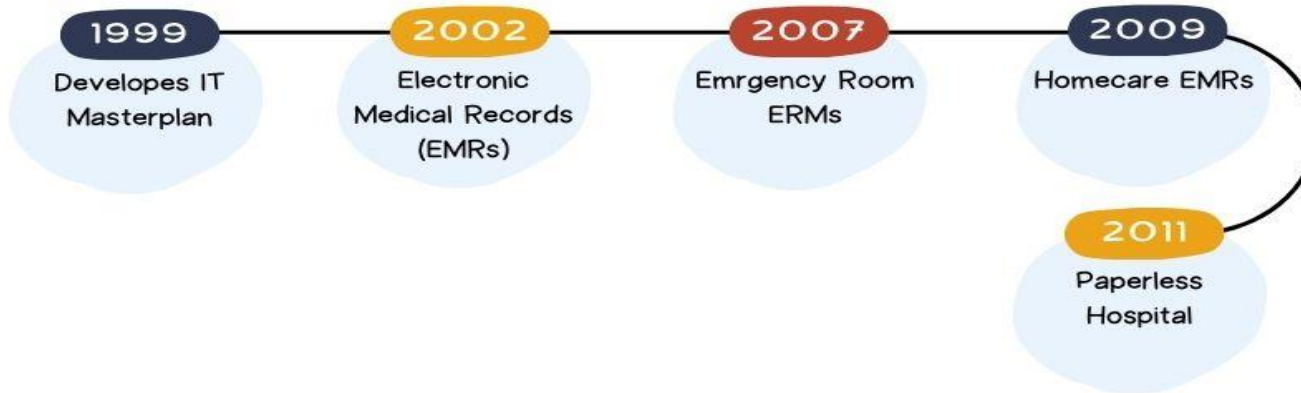 1999
Developes IT
Masterplan
2002
Electronic
Medical Records
(EMRs)
2007
Emrgency Room
ERMs
2009
Homecare EMRs
2011
Paperless
Hospital